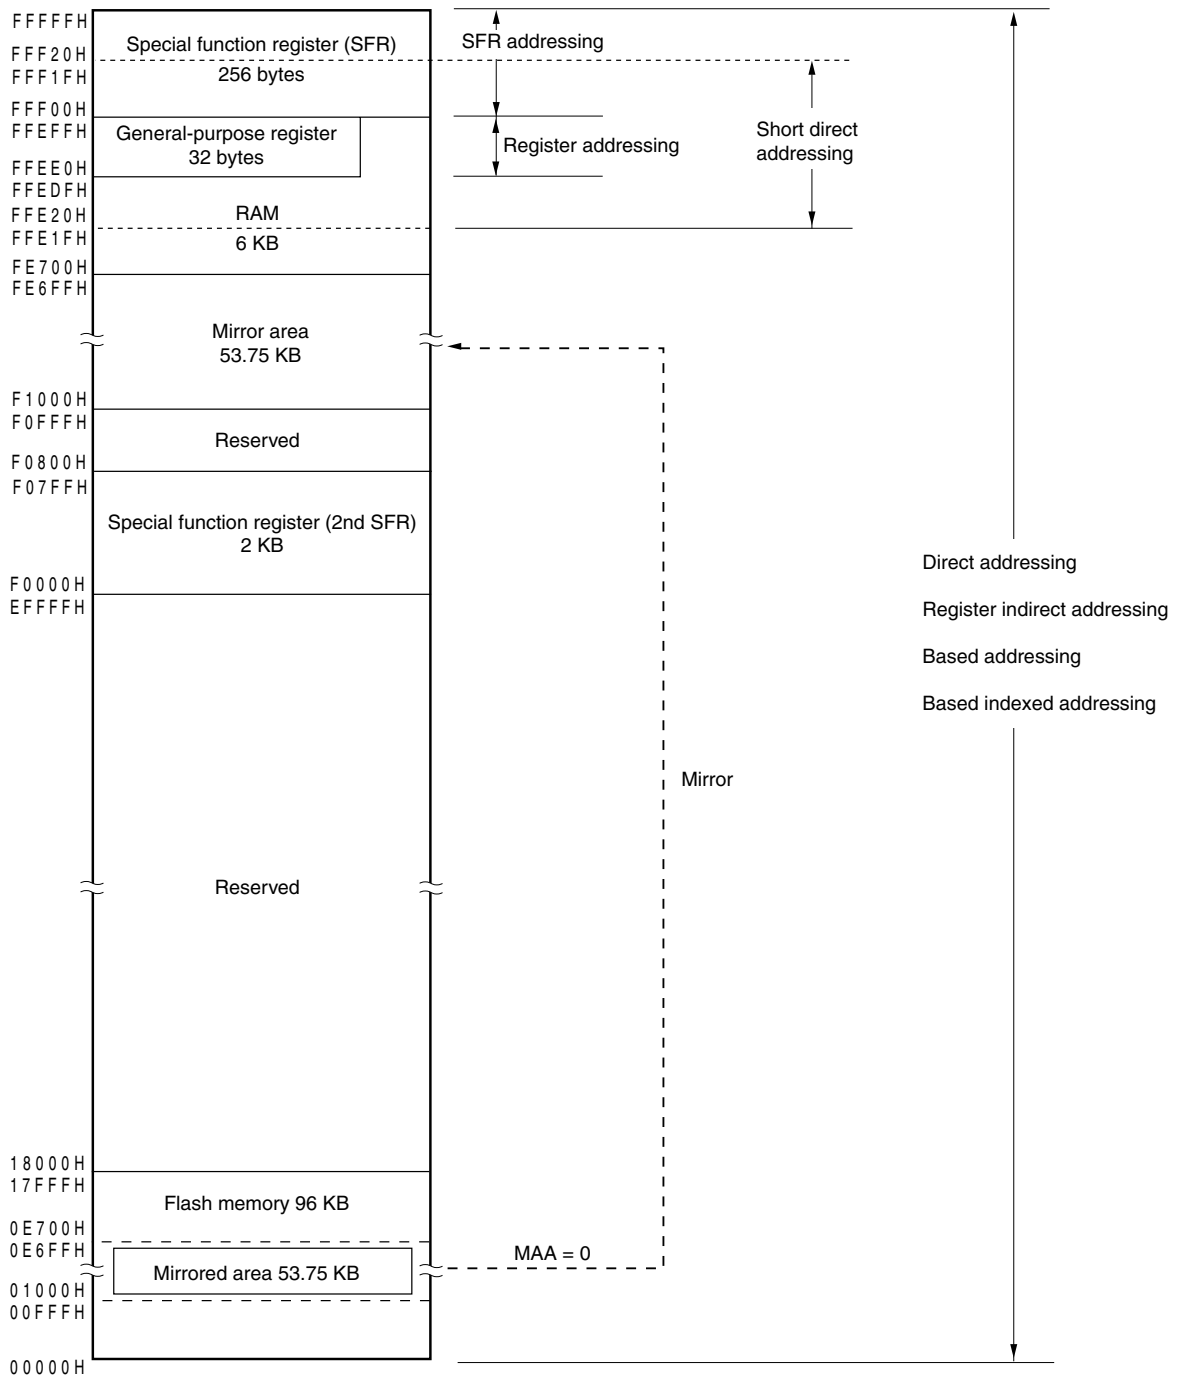 FFFFFH
FFF20H
FFF1FH
FFF00H
FFEFFH
FFEE0H
FFEDFH
FFE20H
FFE1FH
FE700H
FE6FFH
F1000H
F0FFFH
F0800H
F07FFH
F0000H
EFFFFH
18000H
17FFFH
0E700H
0E6FFH
01000H
00FFFH
00000H
Special function register (SFR)
256 bytes
General-purpose register
32 bytes
RAM
6 KB
Mirror area
53.75 KB
Reserved
Special function register (2nd SFR)
2 KB
Reserved
Flash memory 96 KB
Mirrored area 53.75 KB
SFR addressing
Register addressing
Short direct
addressing
Mirror
MAA = 0
Direct addressing
Register indirect addressing
Based addressing
Based indexed addressing